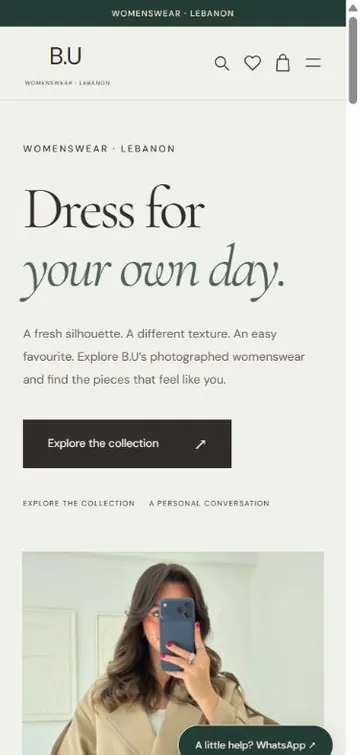 WOMENSWEAR · LEBANON
B.U
WOMENSWEAR · LEBANON
WOMENSWEAR · LEBANON
Dress for
your own day.
A fresh silhouette. A different texture. An easy
favourite. Explore B.U's photographed womenswear
and find the pieces that feel like you.
Explore the collection ↗
EXPLORE THE COLLECTION A PERSONAL CONVERSATION
A little help? WhatsApp ↗